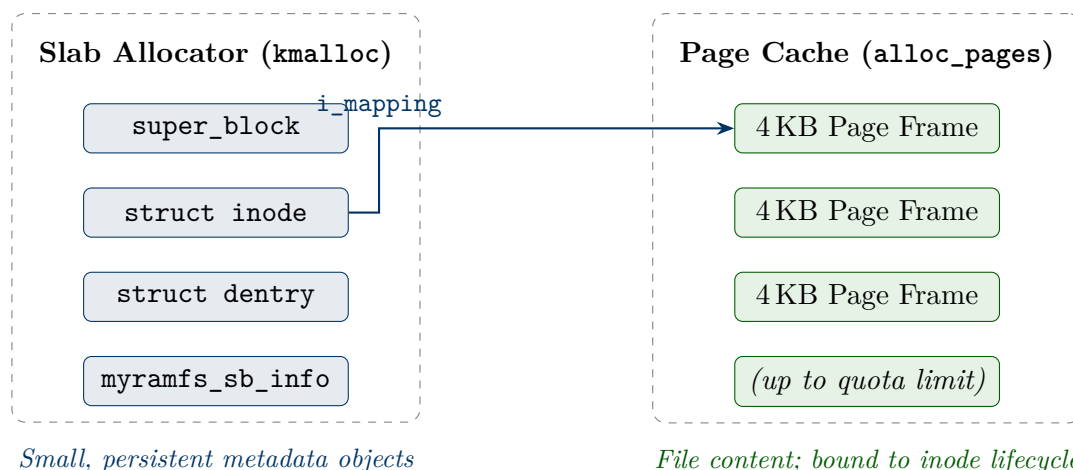 Slab Allocator (kmalloc)
i_mapping
super_block
struct inode
struct dentry
myramfs_sb_info
Small, persistent metadata objects
Page Cache (alloc_pages)
4 KB Page Frame
4 KB Page Frame
4 KB Page Frame
(up to quota limit)
File content; bound to inode lifecycle